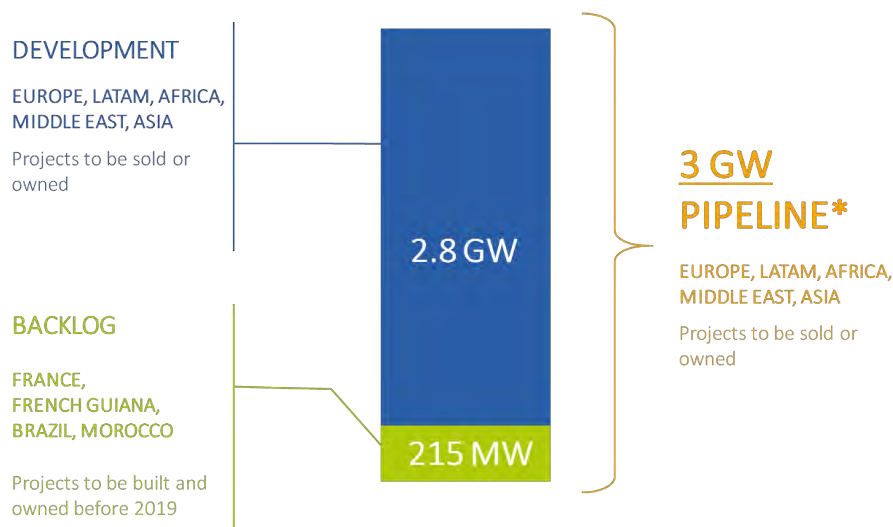 DEVELOPMENT
EUROPE, LATAM, AFRICA,
MIDDLE EAST, ASIA
Projects to be sold or
owned
BACKLOG
FRANCE,
FRENCH GUIANA,
BRAZIL, MOROCCO
Projects to be built and
owned before 2019
2.8 GW
215 MW
3 GW
PIPELINE*
EUROPE, LATAM, AFRICA,
MIDDLE EAST, ASIA
Projects to be sold or
owned